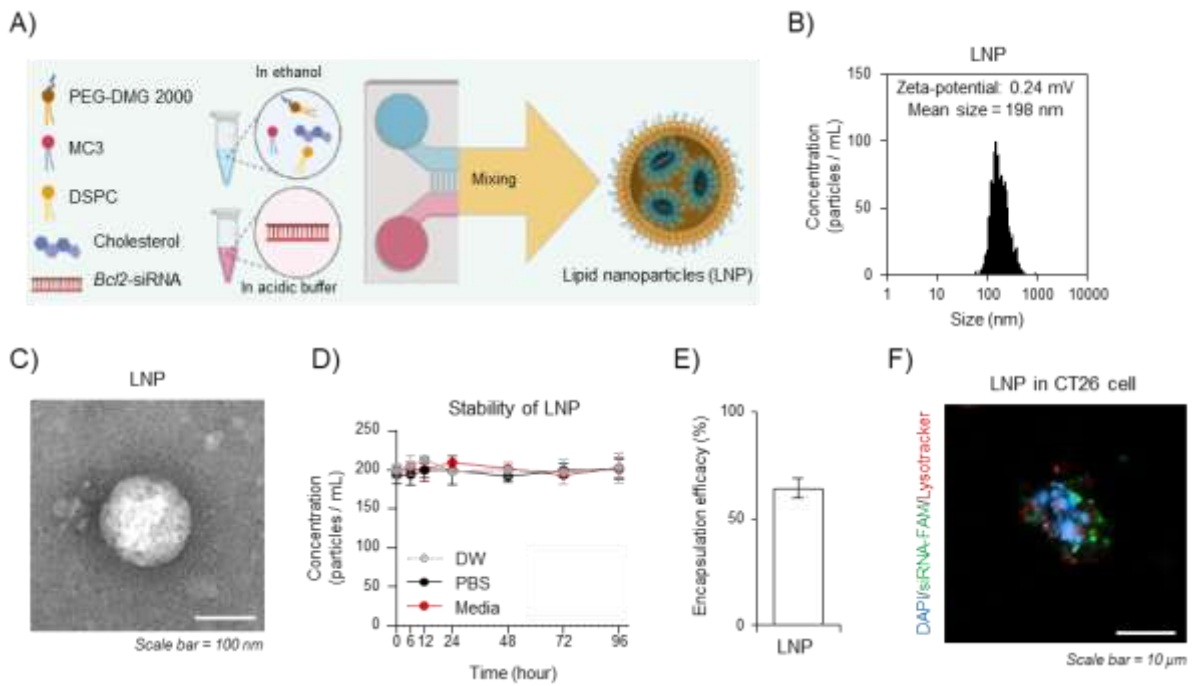 A)
In ethanol
PEG-DMG 2000
MC3
DSPC
Cholesterol
Bcl2-siRNA
In acidic buffer
Mixing
Lipid nanoparticles (LNP)
B)
LNP
Zeta-potential: 0.24 mV
Mean size = 198 nm
Concentration
(particles / mL)
150
100
50
0
1 10 100 1000 10000
Size (nm)
C)
LNP
Scale bar = 100 nm
D)
Stability of LNP
Concentration
(particles / mL)
250
200
150
100
50
0
DW
PBS
Media
0 6 12 24 48 72 96
Time (hour)
E)
Encapsulation efficacy (%)
100
50
0
LNP
F)
LNP in CT26 cell
DAPI/siRNA-FAM/Lysotracker
Scale bar = 10 µm